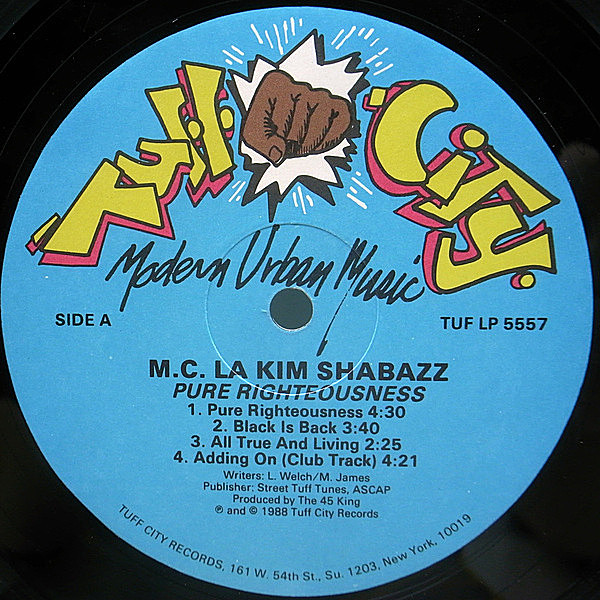 Tuff City
Modern Urban Music
SIDE A
TUF LP 5557
M.C. LA KIM SHABAZZ
PURE RIGHTEOUSNESS
1. Pure Righteousness 4:30
2. Black Is Back 3:40
3. All True And Living 2:25
4. Adding On (Club Track) 4:21
Writers: L. Welch/M. James
Publisher: Street Tuff Tunes, ASCAP
Produced by The 45 King
℗ and © 1988 Tuff City Records
TUFF CITY RECORDS, 161 W. 54th St., Su. 1203, New York, 10019